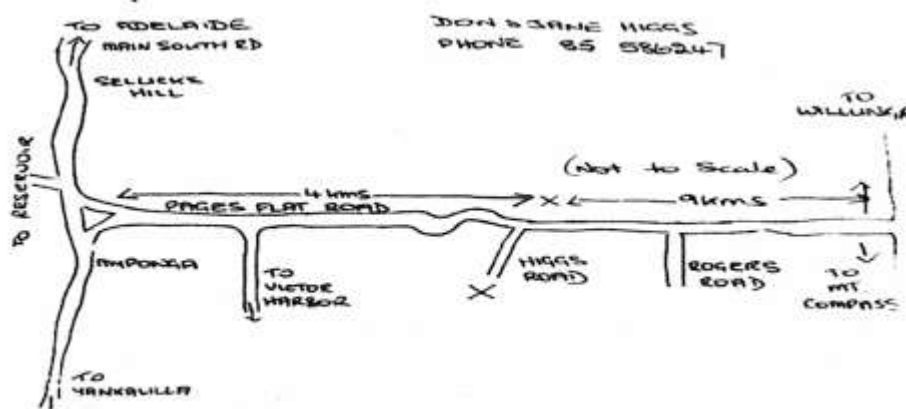 TO ADELAIDE
MAIN SOUTH RD
DON & JANE HIGGS
PHONE 85 586247
SELLICKS
HILL
TO
WILLUNGA
TO RESERVOIR
(Not to Scale)
4 kms
X
9 kms
PAGES FLAT ROAD
MYPONGA
TO
VICTOR
HARBOR
HIGGS
ROAD
X
ROGERS
ROAD
TO
MT
COMPASS
TO
YANKALILLA